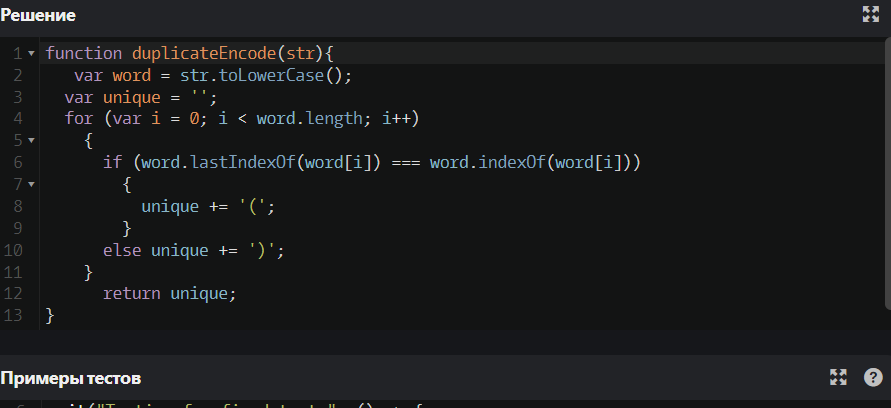 Решение
1 function duplicateEncode(str){
2 var word = str.toLowerCase();
3 var unique = '';
4 for (var i = 0; i < word.length; i++)
5 {
6 if (word.lastIndexOf(word[i]) === word.indexOf(word[i]))
7 {
8 unique += '(';
9 }
10 else unique += ')';
11 }
12 return unique;
13 }
Примеры тестов
?